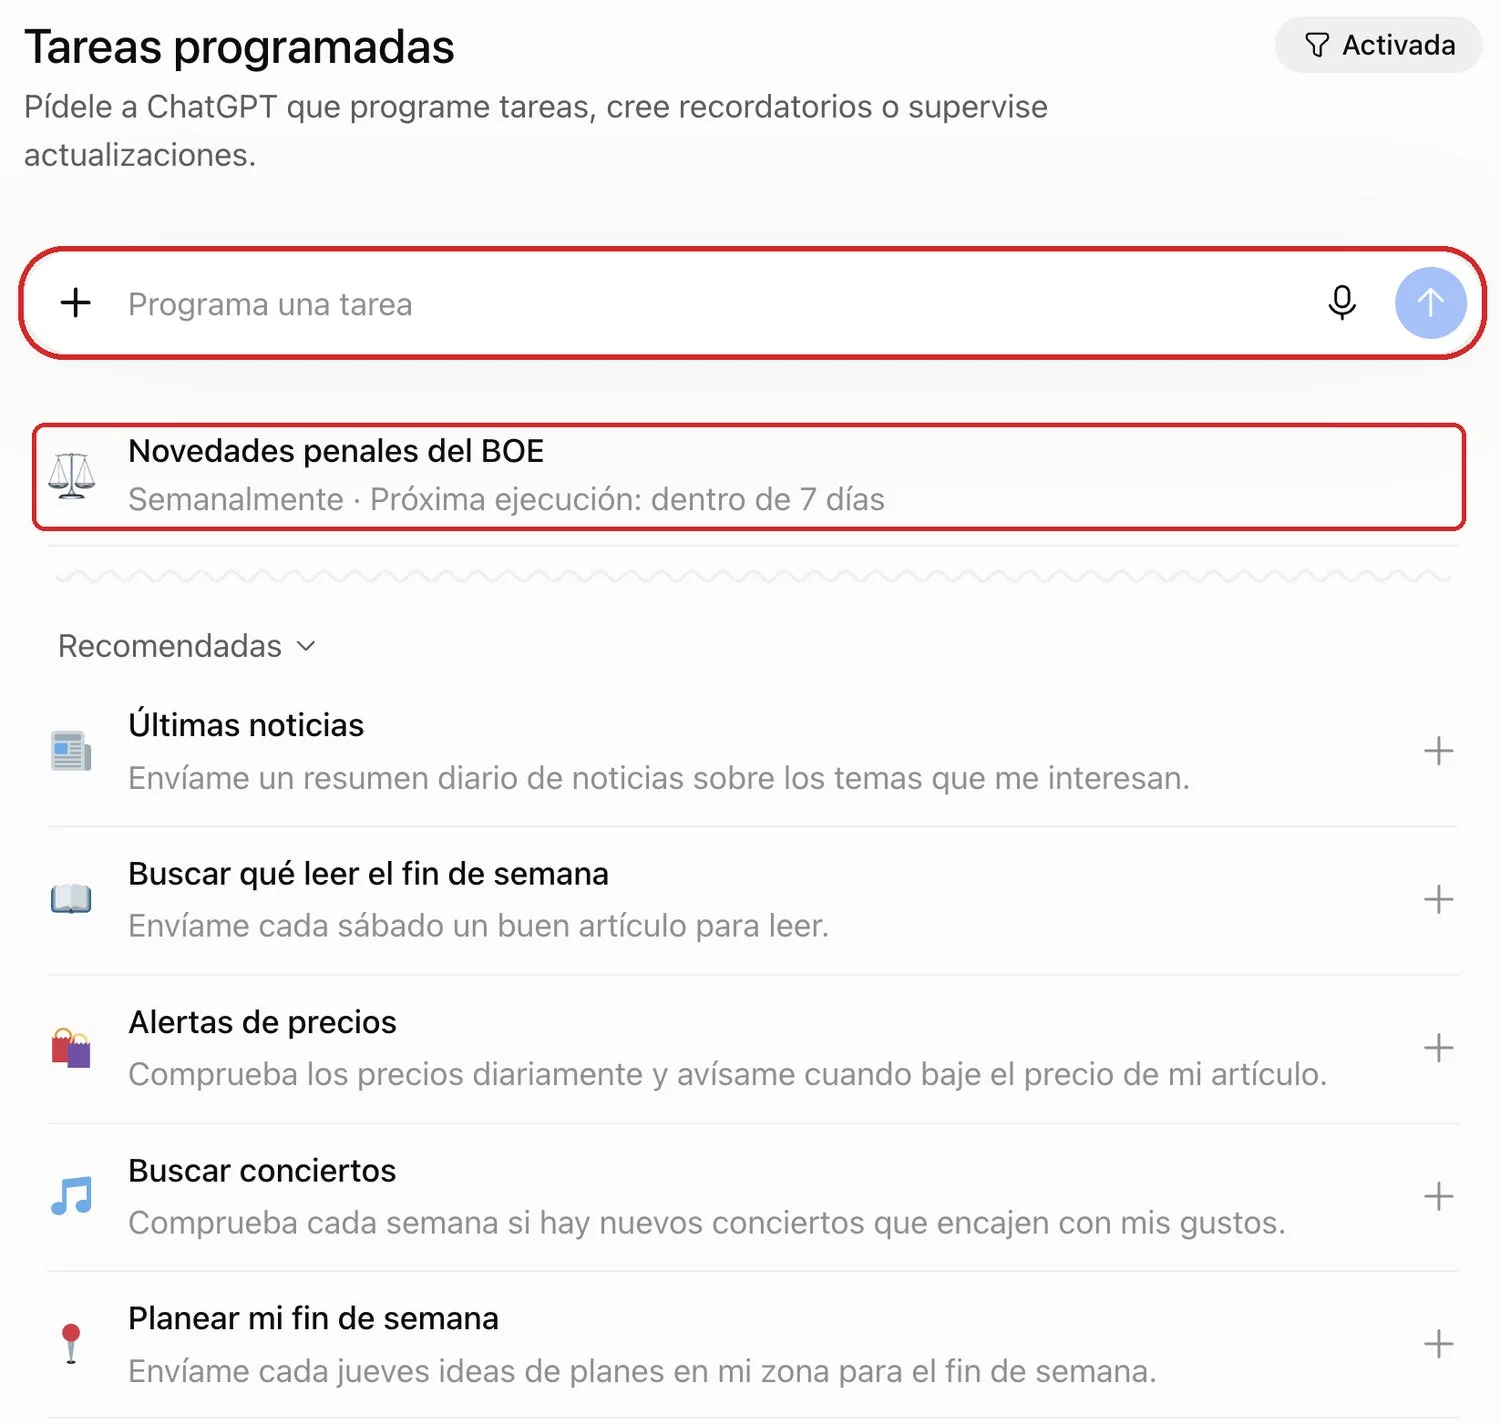 Tareas programadas
Activada
Pídele a ChatGPT que programe tareas, cree recordatorios o supervise
actualizaciones.
Programa una tarea
Novedades penales del BOE
Semanalmente · Próxima ejecución: dentro de 7 días
Recomendadas
Últimas noticias
Envíame un resumen diario de noticias sobre los temas que me interesan.
Buscar qué leer el fin de semana
Envíame cada sábado un buen artículo para leer.
Alertas de precios
Comprueba los precios diariamente y avísame cuando baje el precio de mi artículo.
Buscar conciertos
Comprueba cada semana si hay nuevos conciertos que encajen con mis gustos.
Planear mi fin de semana
Envíame cada jueves ideas de planes en mi zona para el fin de semana.